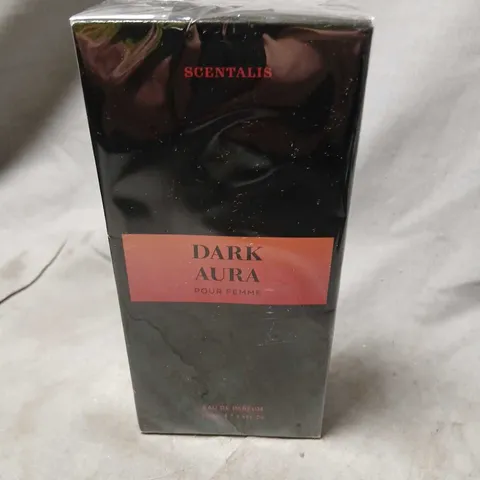 SCENTALIS
DARK
AURA
POUR FEMME
EAU DE PARFUM